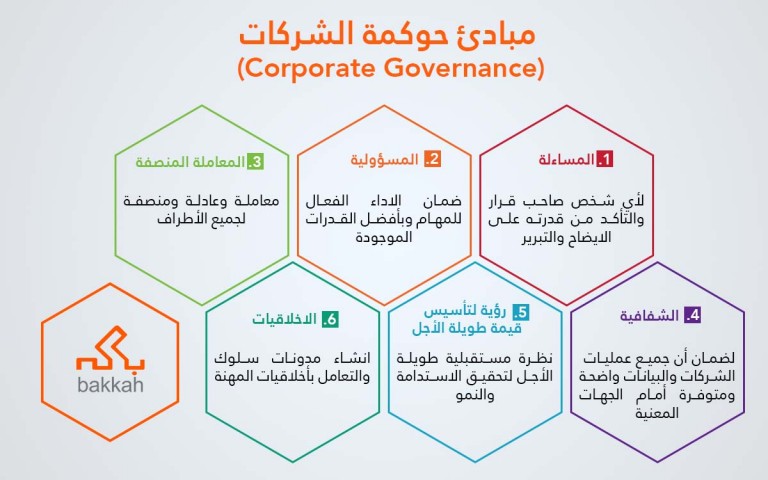 مبادئ حوكمة الشركات
(Corporate Governance)
1. المساءلة
لأي شخص صاحب قرار
والتأكد من قدرته على
الايضاح والتبرير
2. المسؤولية
ضمان الاداء الفعال
للمهام وبأفضل القدرات
الموجودة
3. المعاملة المنصفة
معاملة وعادلة ومنصفة
لجميع الأطراف
4. الشفافية
لضمان أن جميع عمليات
الشركات والبيانات واضحة
ومتوفرة أمام الجهات
المعنية
5. رؤية لتأسيس
قيمة طويلة الأجل
نظرة مستقبلية طويلة
الأجل لتحقيق الاستدامة
والنمو
6. الاخلاقيات
انشاء مدونات سلوك
والتعامل بأخلاقيات المهنة
بكه
bakkah